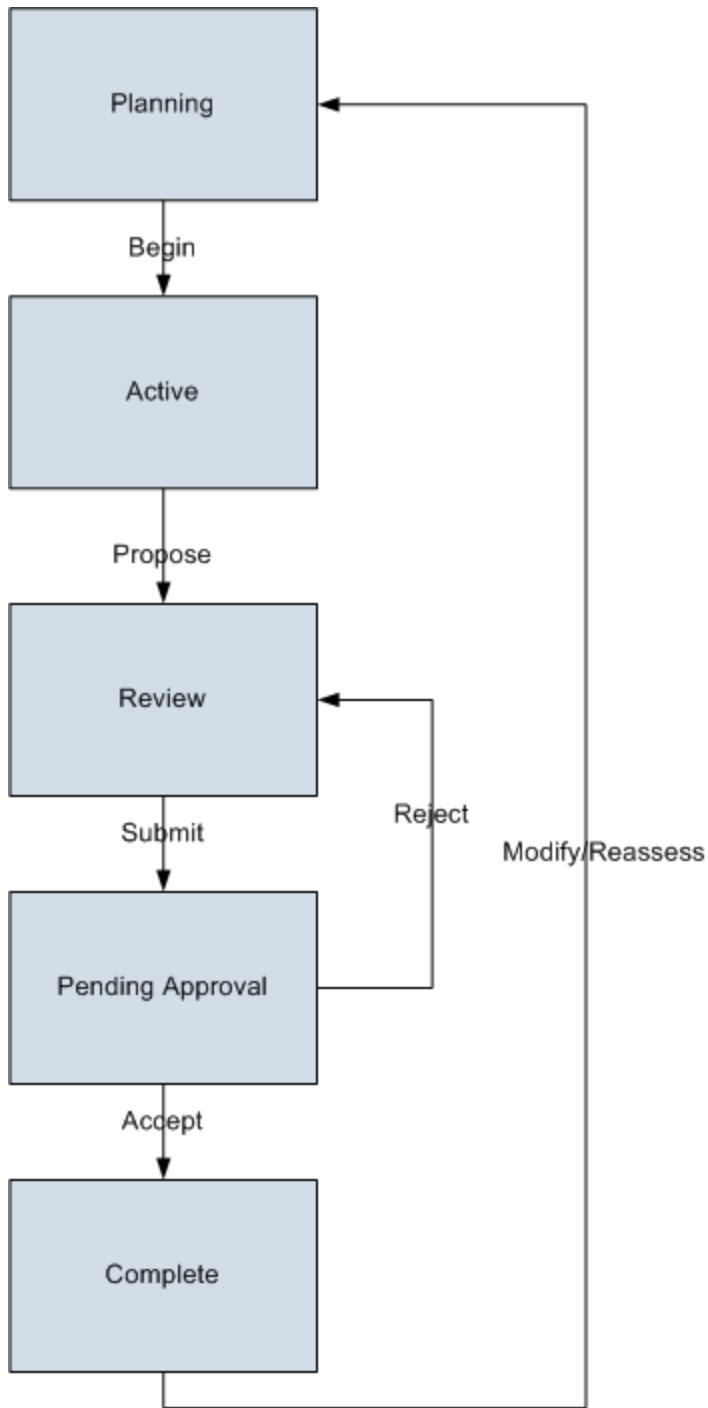 Planning
Begin
Active
Propose
Review
Reject
Submit
Modify/Reassess
Pending Approval
Accept
Complete